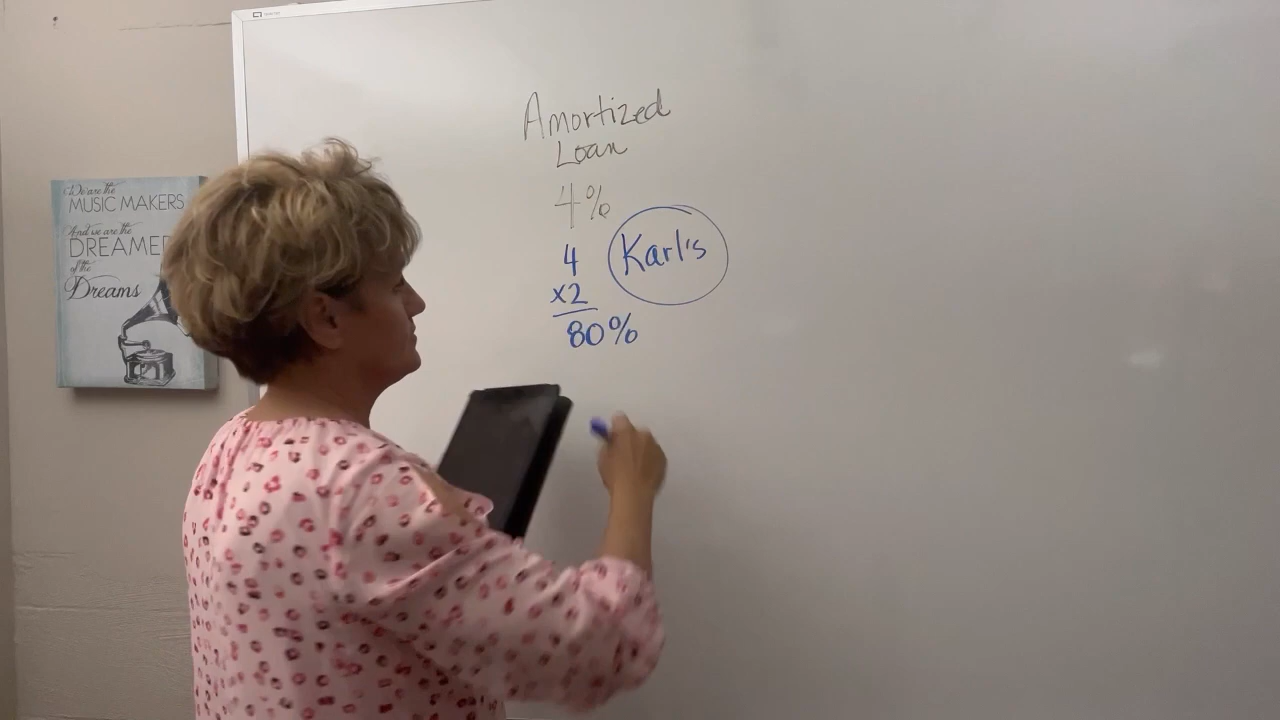 Amortized
Loan
4%
4
x2
80%
Karl's
We are the
MUSIC MAKERS
And we are the
DREAMER
of the
Dreams